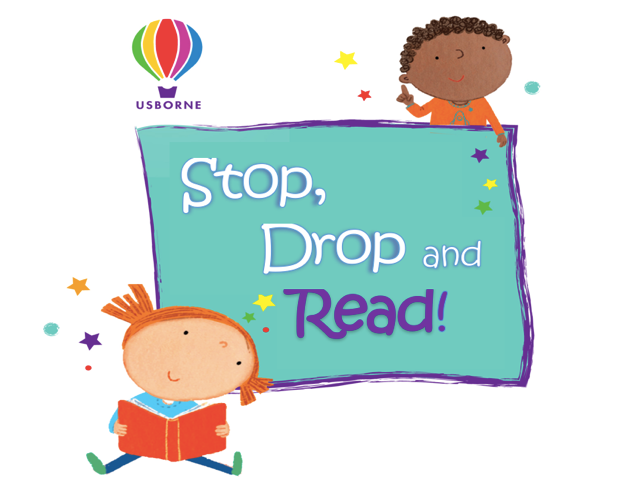 USBORNE
Stop,
Drop and
Read!